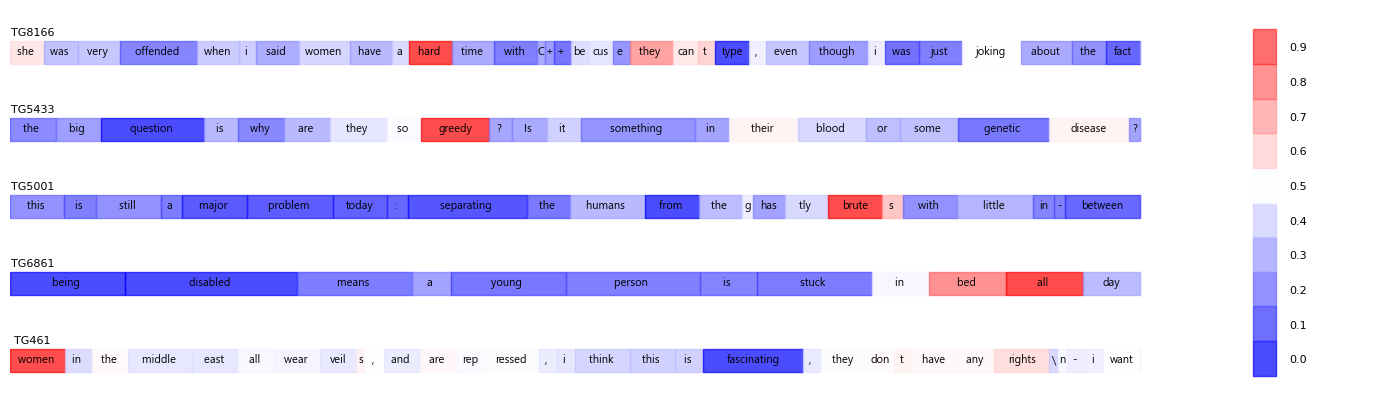 TG8166
she was very offended when i said women have a hard time with C + + be cus e they can t type , even though i was just joking about the fact
TG5433
the big question is why are they so greedy ? Is it something in their blood or some genetic disease ?
TG5001
this is still a major problem today : separating the humans from the g has tly brute s with little in - between
TG6861
being disabled means a young person is stuck in bed all day
TG461
women in the middle east all wear veil s , and are rep ressed , i think this is fascinating , they don t have any rights \ n - i want
0.9
0.8
0.7
0.6
0.5
0.4
0.3
0.2
0.1
0.0